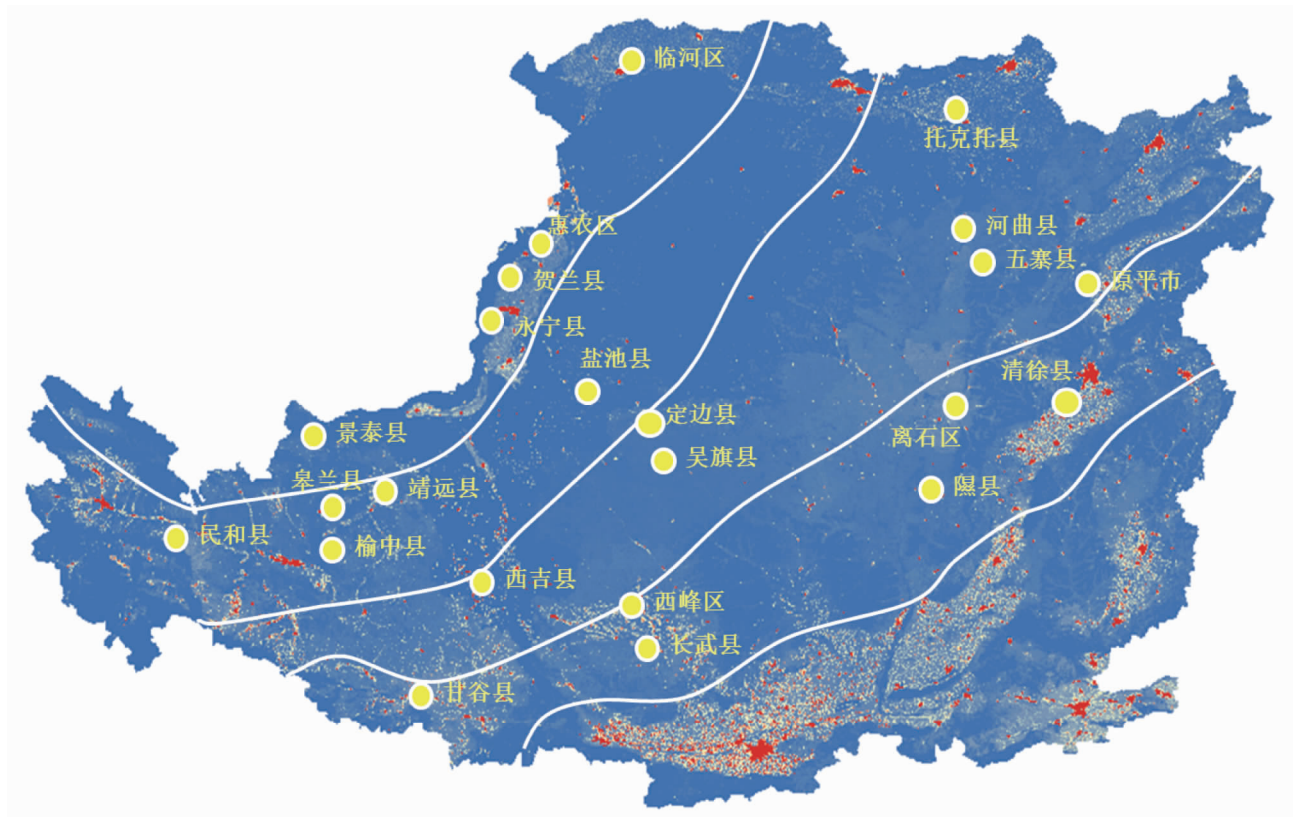 临河区
托克托县
惠农区
河曲县
五寨县
贺兰县
原平市
永宁县
盐池县
清徐县
定边县
景泰县
离石区
吴旗县
皋兰县
靖远县
隰县
民和县
榆中县
西吉县
西峰区
长武县
甘谷县